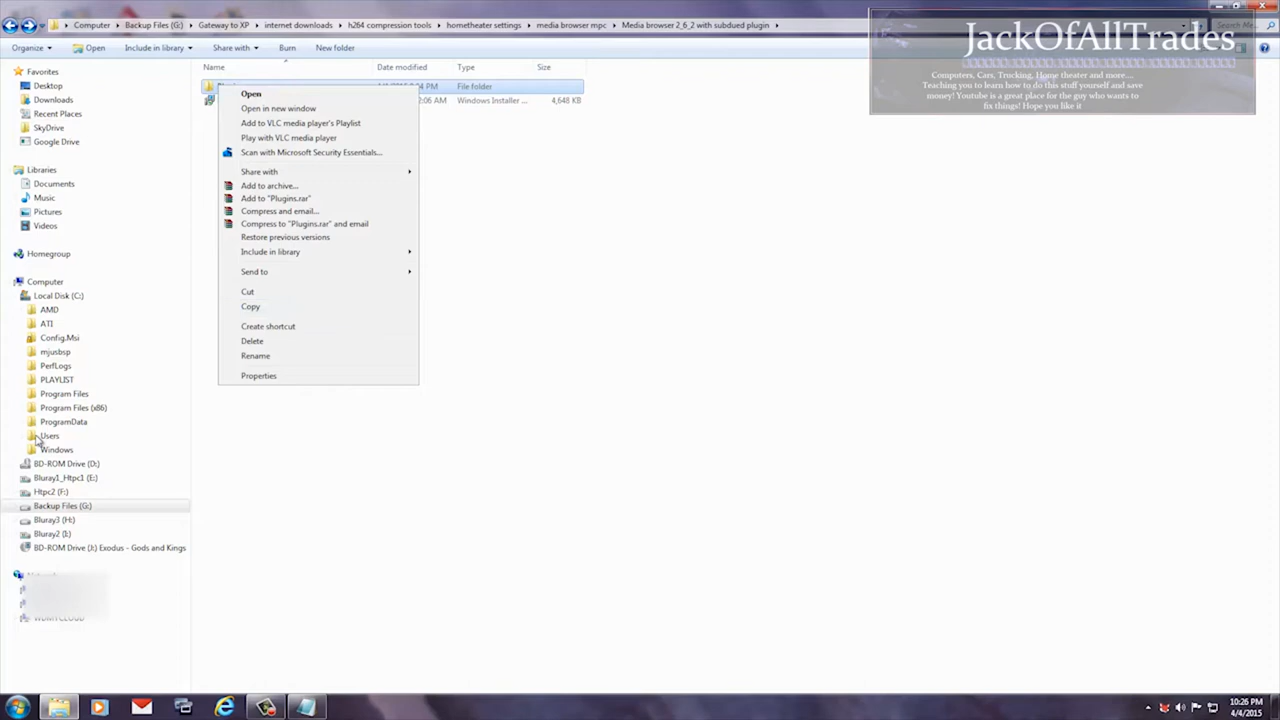 Computer ▸ Backup Files (G:) ▸ Gateway to XP ▸ internet downloads ▸ h264 compression tools ▸ hometheater settings ▸ media browser mpc ▸ Media browser 2_6_2 with subdued plugin ▸
Search Me...
JackOfAllTrades
Computers, Cars, Trucking, Home theater and more....
Teaching you to learn how to do this stuff yourself and save
money! Youtube is a great place for the guy who wants to
fix things! Hope you like it
Organize Open Include in library Share with Burn New folder
Name Date modified Type Size
File folder
2:06 AM Windows Installer ... 4,648 KB
Favorites
Desktop
Downloads
Recent Places
SkyDrive
Google Drive
Libraries
Documents
Music
Pictures
Videos
Homegroup
Computer
Local Disk (C:)
AMD
ATI
Config.Msi
mjusbsp
PerfLogs
PLAYLIST
Program Files
Program Files (x86)
ProgramData
Users
Windows
BD-ROM Drive (D:)
Bluray1_Htpc1 (E:)
Htpc2 (F:)
Backup Files (G:)
Bluray3 (H:)
Bluray2 (I:)
BD-ROM Drive (J:) Exodus - Gods and Kings
WDMYCLOUD
Open
Open in new window
Add to VLC media player's Playlist
Play with VLC media player
Scan with Microsoft Security Essentials...
Share with
Add to archive...
Add to "Plugins.rar"
Compress and email...
Compress to "Plugins.rar" and email
Restore previous versions
Include in library
Send to
Cut
Copy
Create shortcut
Delete
Rename
Properties
10:26 PM
4/4/2015